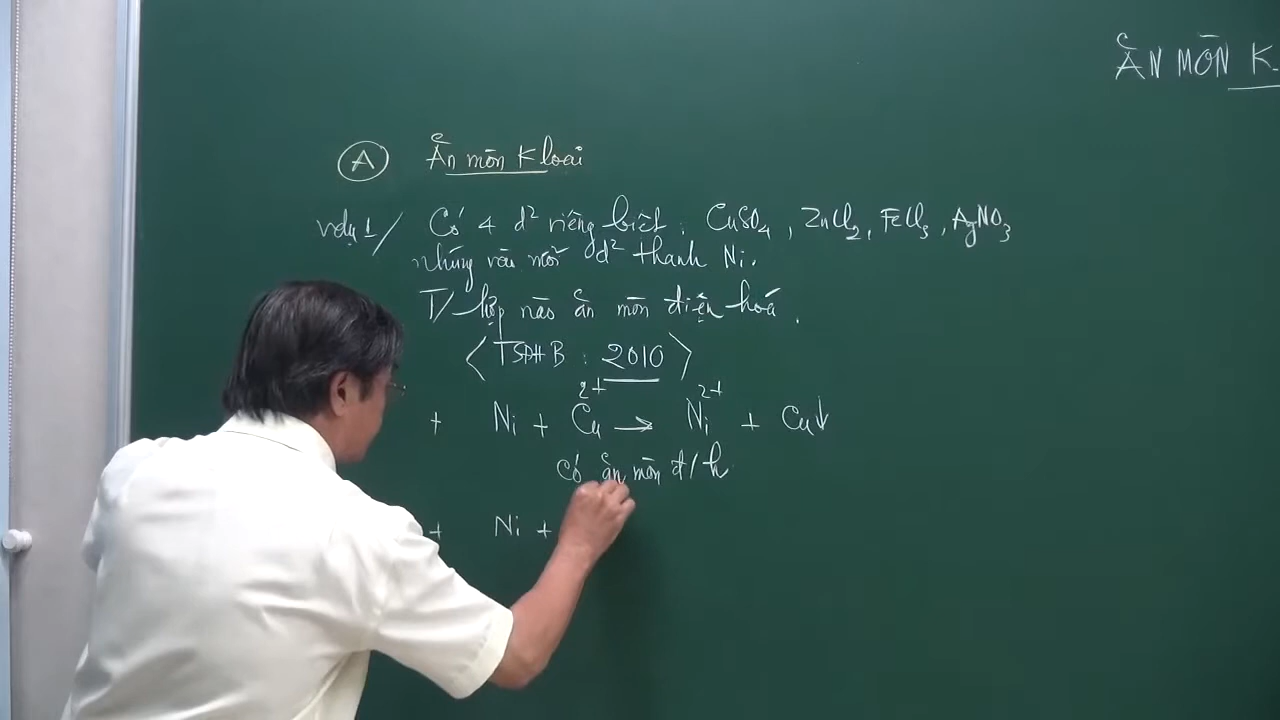 ĂN MÒN K
A Ăn mòn K loại
Vdụ 1/ Có 4 d² riêng biệt : CuSO₄, ZnCl₂, FeCl₃, AgNO₃
nhúng vào mỗi d² thanh Ni.
T/ hợp nào ăn mòn điện hoá.
<TSĐH B : 2010>
+ Ni + Cu²⁺ → Ni²⁺ + Cu↓
Có ăn mòn đ/h
+ Ni +